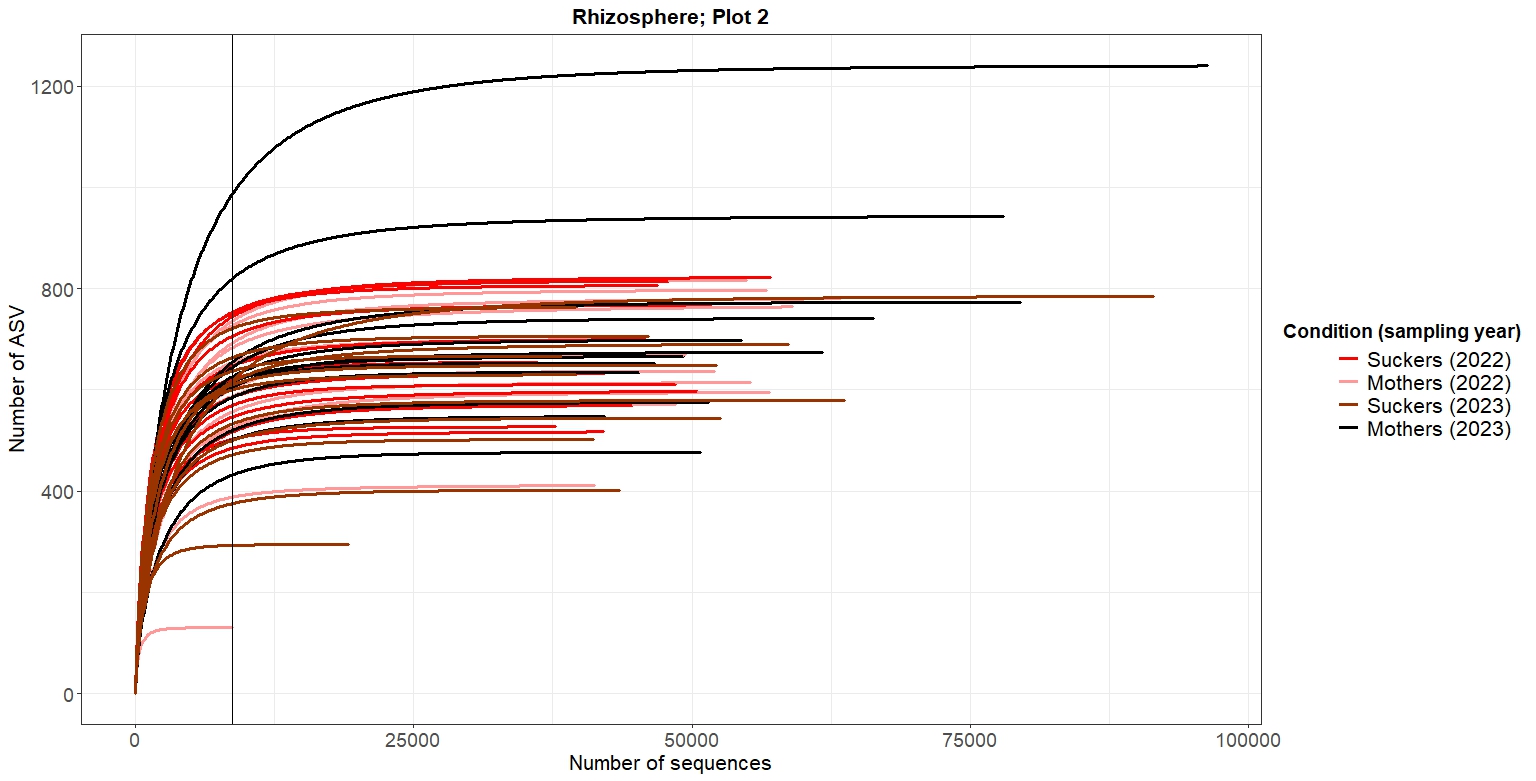 Rhizosphere; Plot 2
Number of ASV
1200
800
400
0
0 25000 50000 75000 100000
Number of sequences
Condition (sampling year)
Suckers (2022)
Mothers (2022)
Suckers (2023)
Mothers (2023)